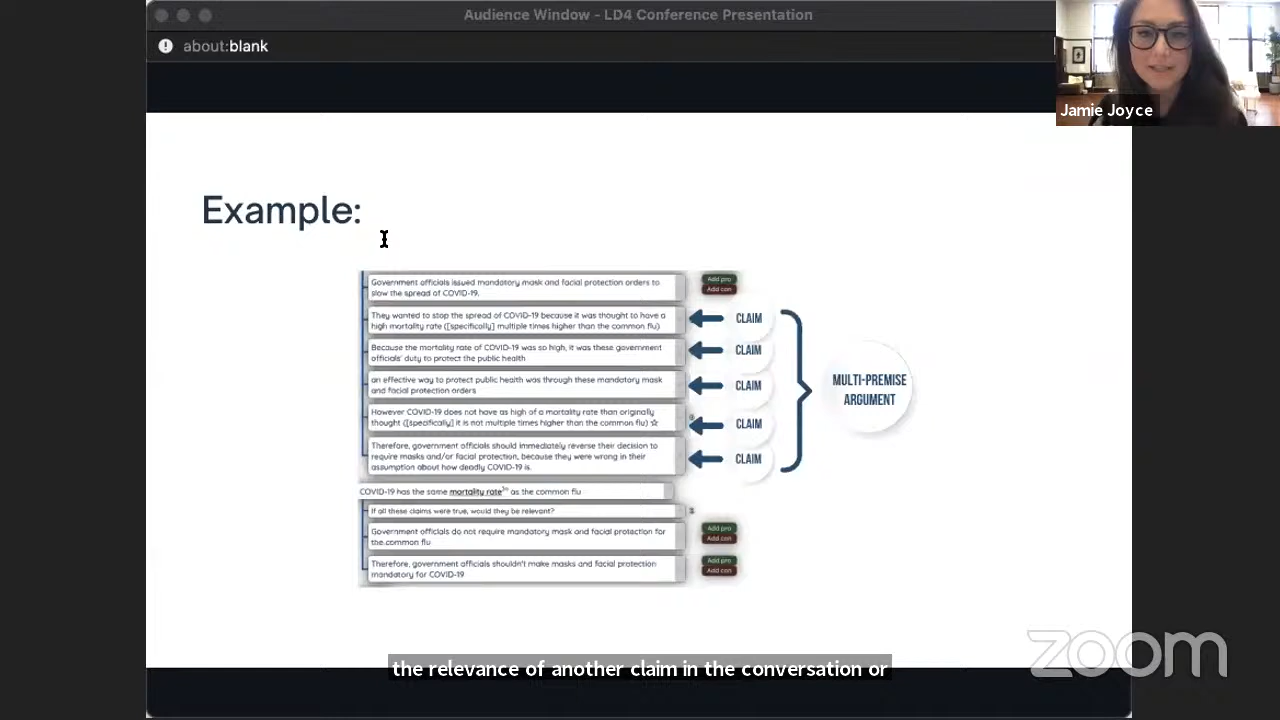 Audience Window - LD4 Conference Presentation
about:blank
Jamie Joyce
Example:
Government officials issued mandatory mask and facial protection orders to
slow the spread of COVID-19.
Add pro
Add con
They wanted to stop the spread of COVID-19 because it was thought to have a
high mortality rate ([specifically] multiple times higher than the common flu)
CLAIM
Because the mortality rate of COVID-19 was so high, it was these government
officials' duty to protect the public health
CLAIM
an effective way to protect public health was through these mandatory mask
and facial protection orders
CLAIM
However COVID-19 does not have as high of a mortality rate than originally
thought ([specifically] it is not multiple times higher than the common flu) ☆
CLAIM
Therefore, government officials should immediately reverse their decision to
require masks and/or facial protection, because they were wrong in their
assumption about how deadly COVID-19 is.
CLAIM
MULTI-PREMISE
ARGUMENT
COVID-19 has the same mortality rate as the common flu
If all these claims were true, would they be relevant?
Government officials do not require mandatory mask and facial protection for
the common flu
Add pro
Add con
Therefore, government officials shouldn't make masks and facial protection
mandatory for COVID-19
Add pro
Add con
the relevance of another claim in the conversation or
zoom